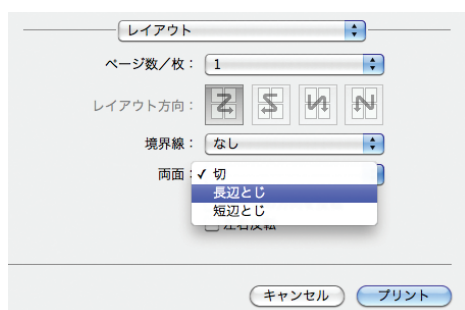 レイアウト
ページ数／枚： 1
レイアウト方向：
境界線： なし
両面： ✓ 切
長辺とじ
短辺とじ
左右反転
キャンセル プリント